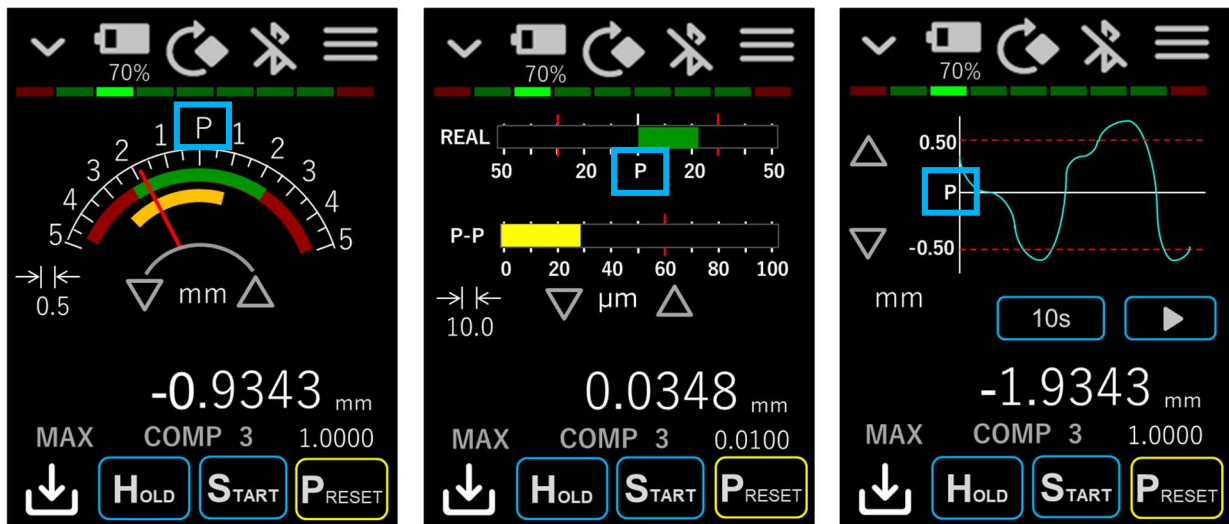 70%
P
1 1
2 2
3 3
4 4
5 5
0.5
mm
-0.9343 mm
MAX COMP 3 1.0000
HOLD START PRESET
70%
REAL
50 20 P 20 50
P-P
0 20 40 60 80 100
10.0
µm
0.0348 mm
MAX COMP 3 0.0100
HOLD START PRESET
70%
0.50
P
-0.50
mm
10s
-1.9343 mm
MAX COMP 3 1.0000
HOLD START PRESET